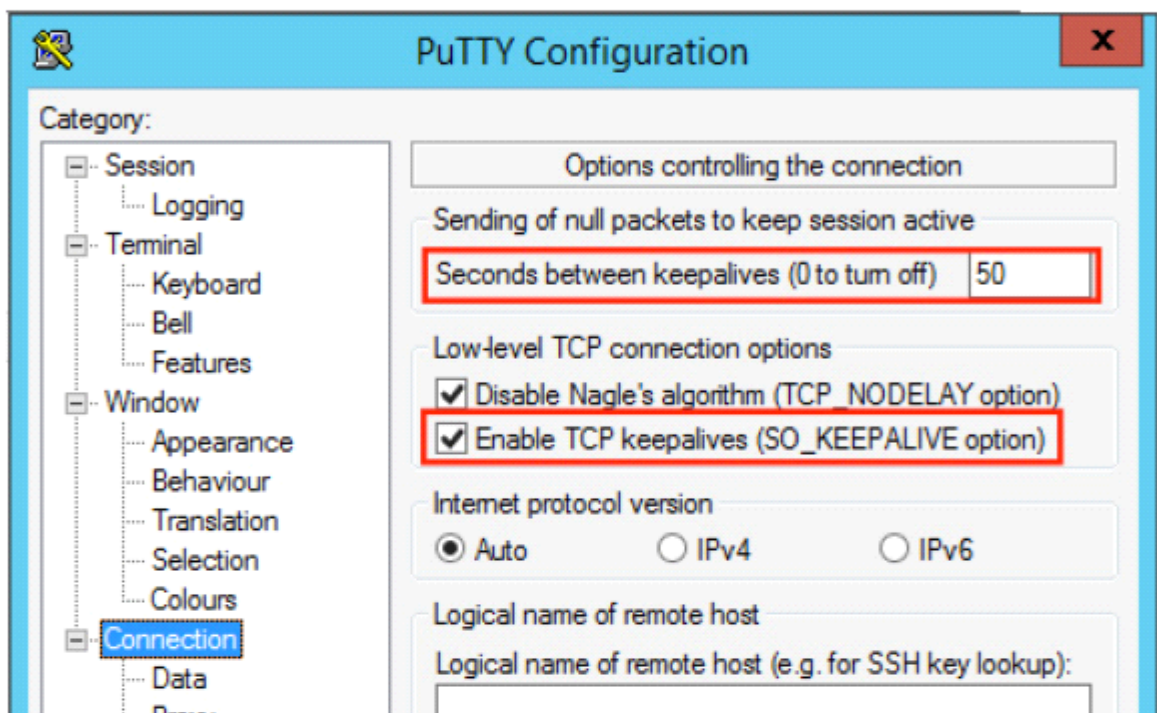 PuTTY Configuration
x
Category:
Session
Logging
Terminal
Keyboard
Bell
Features
Window
Appearance
Behaviour
Translation
Selection
Colours
Connection
Data
Options controlling the connection
Sending of null packets to keep session active
Seconds between keepalives (0 to turn off) 50
Low-level TCP connection options
Disable Nagle's algorithm (TCP_NODELAY option)
Enable TCP keepalives (SO_KEEPALIVE option)
Internet protocol version
Auto IPv4 IPv6
Logical name of remote host
Logical name of remote host (e.g. for SSH key lookup):